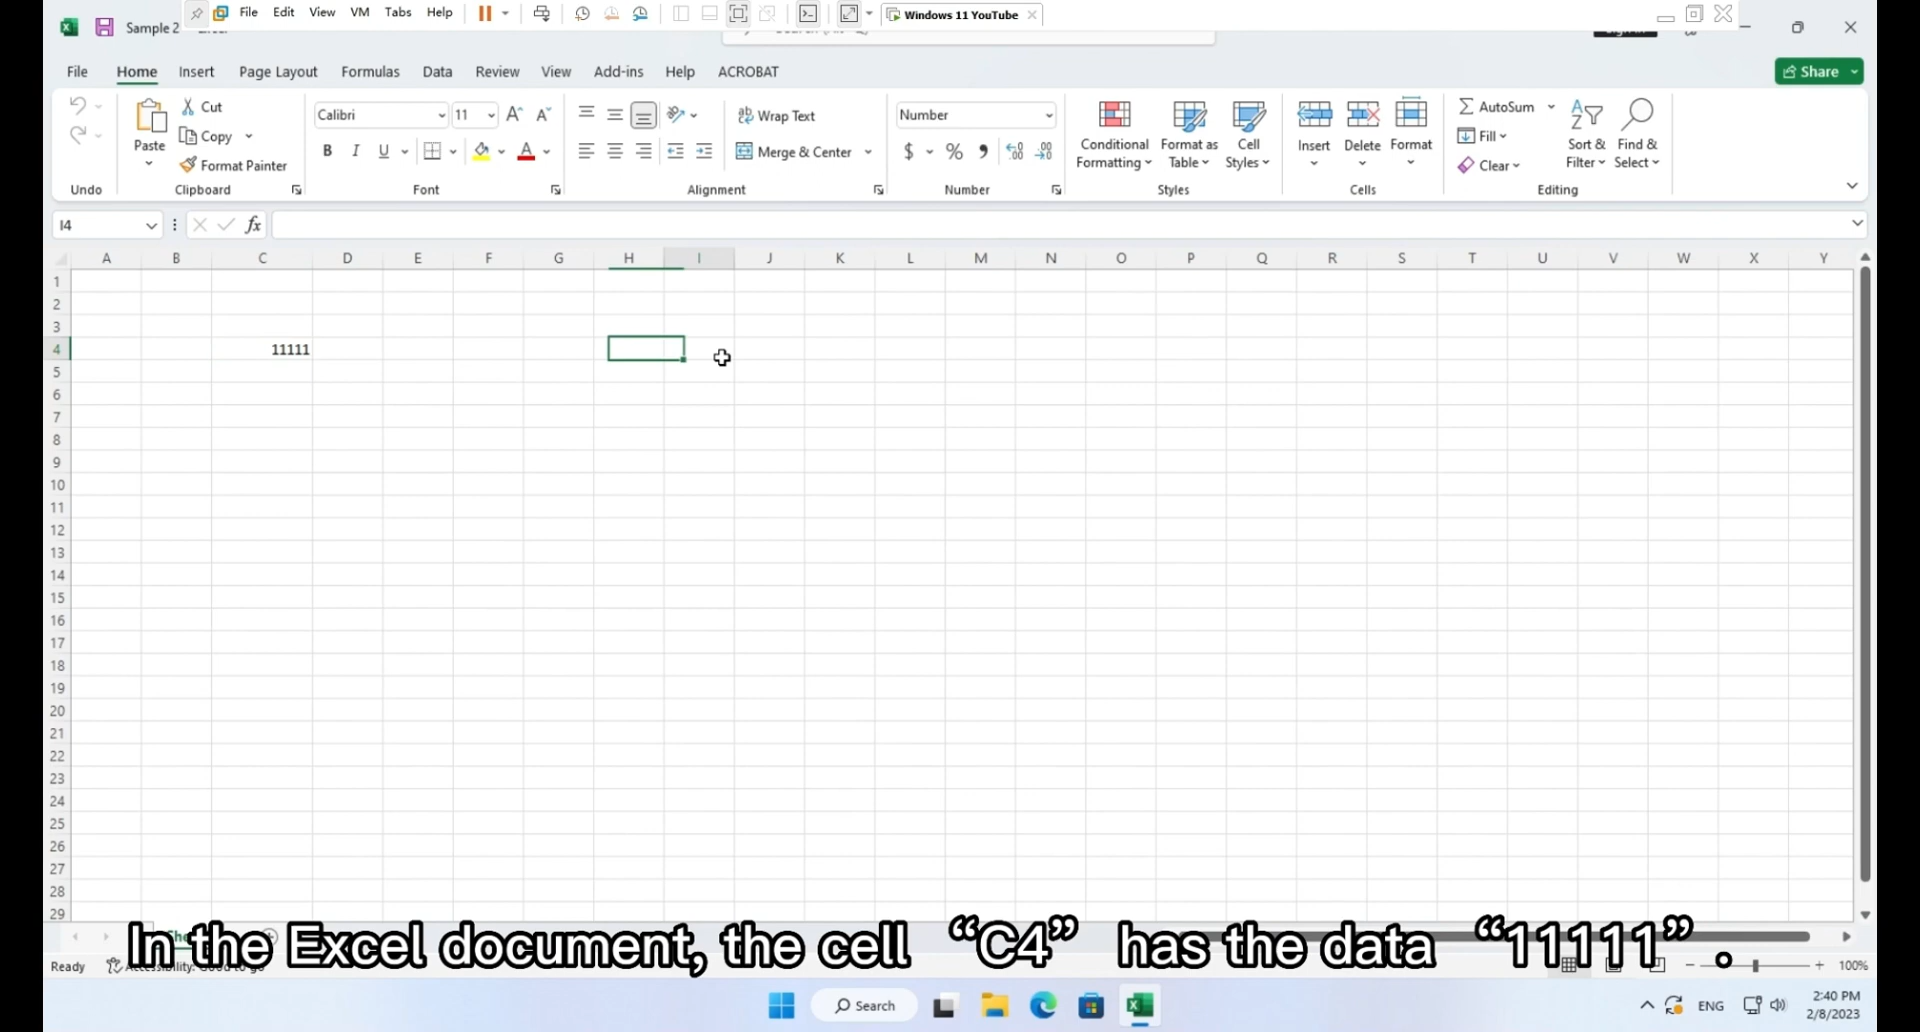 File Edit View VM Tabs Help Windows 11 YouTube
Sample 2
File Home Insert Page Layout Formulas Data Review View Add-ins Help ACROBAT Share
Cut
Copy
Format Painter
Paste
Undo
Clipboard
Calibri 11
B I U A
Font
ab Wrap Text
Merge & Center
Alignment
Number
$ % 9 .00 .00
Number
Conditional Formatting
Format as Table
Cell Styles
Styles
Insert Delete Format
Cells
AutoSum
Fill
Clear
Sort & Filter
Find & Select
Editing
I4 fx
A B C D E F G H I J K L M N O P Q R S T U V W X Y
1
2
3
4 11111
5
6
7
8
9
10
11
12
13
14
15
16
17
18
19
20
21
22
23
24
25
26
27
28
29
In the Excel document, the cell “C4” has the data “11111”.
Ready 100%
Search ENG 2:40 PM
2/8/2023